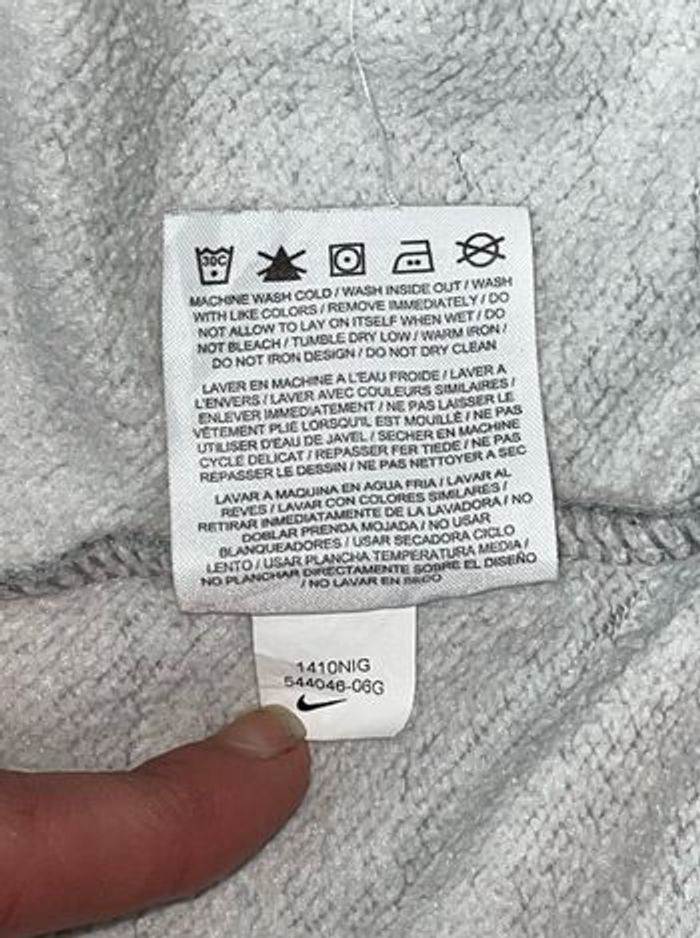 30C
MACHINE WASH COLD / WASH INSIDE OUT / WASH
WITH LIKE COLORS / REMOVE IMMEDIATELY / DO
NOT ALLOW TO LAY ON ITSELF WHEN WET / DO
NOT BLEACH / TUMBLE DRY LOW / WARM IRON /
DO NOT IRON DESIGN / DO NOT DRY CLEAN
LAVER EN MACHINE A L'EAU FROIDE / LAVER A
L'ENVERS / LAVER AVEC COULEURS SIMILAIRES /
ENLEVER IMMEDIATEMENT / NE PAS LAISSER LE
VÊTEMENT PLIE LORSQU'IL EST MOUILLÉ / NE PAS
UTILISER D'EAU DE JAVEL / SECHER EN MACHINE
CYCLE DELICAT / REPASSER FER TIEDE / NE PAS
REPASSER LE DESSIN / NE PAS NETTOYER A SEC
LAVAR A MAQUINA EN AGUA FRIA / LAVAR AL
REVES / LAVAR CON COLORES SIMILARES /
RETIRAR INMEDIATAMENTE DE LA LAVADORA / NO
DOBLAR PRENDA MOJADA / NO USAR
BLANQUEADORES / USAR SECADORA CICLO
LENTO / USAR PLANCHA TEMPERATURA MEDIA /
NO PLANCHAR DIRECTAMENTE SOBRE EL DISEÑO
/ NO LAVAR EN SECO
1410NIG
544046-06G